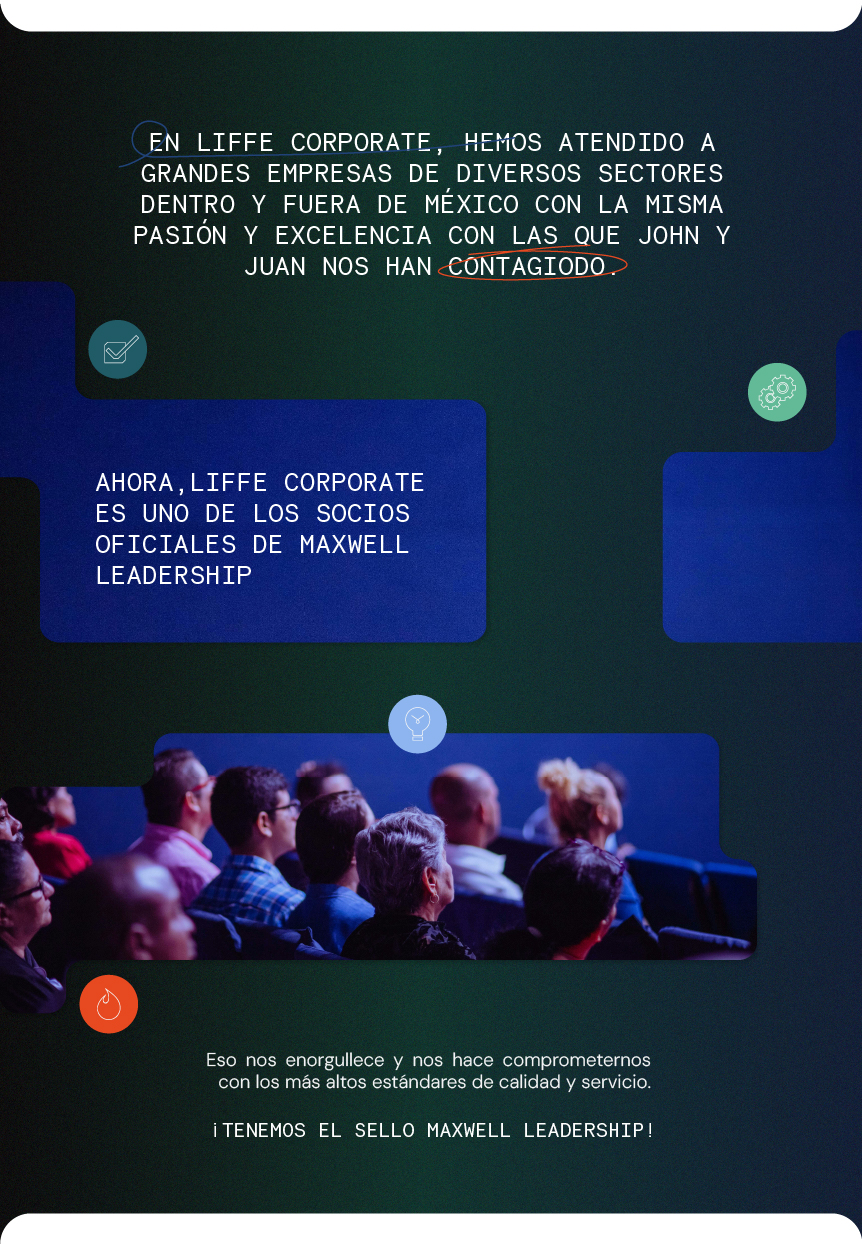 EN LIFFE CORPORATE, HEMOS ATENDIDO A
GRANDES EMPRESAS DE DIVERSOS SECTORES
DENTRO Y FUERA DE MÉXICO CON LA MISMA
PASIÓN Y EXCELENCIA CON LAS QUE JOHN Y
JUAN NOS HAN CONTAGIODO.
AHORA,LIFFE CORPORATE
ES UNO DE LOS SOCIOS
OFICIALES DE MAXWELL
LEADERSHIP
Eso nos enorgullece y nos hace comprometernos
con los más altos estándares de calidad y servicio.
¡TENEMOS EL SELLO MAXWELL LEADERSHIP!